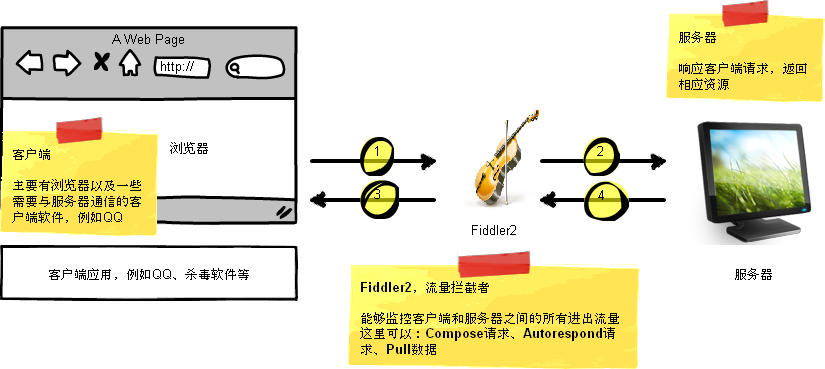 A Web Page
http://
服务器
响应客户端请求，返回
相应资源
浏览器
客户端
主要有浏览器以及一些
需要与服务器通信的客
户端软件，例如QQ
1
2
3
4
Fiddler2
客户端应用，例如QQ、杀毒软件等
服务器
Fiddler2，流量拦截者
能够监控客户端和服务器之间的所有进出流量
这里可以：Compose请求、Autorespond请
求、Pull数据